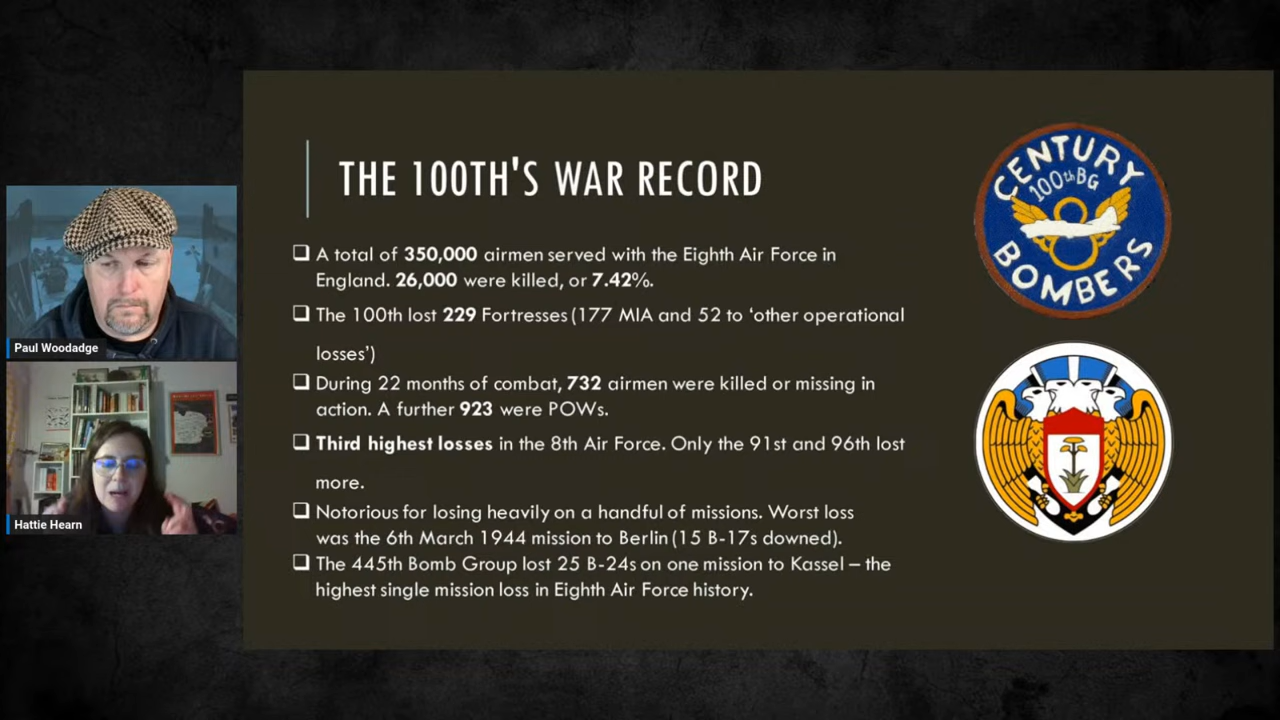 THE 100TH'S WAR RECORD
A total of 350,000 airmen served with the Eighth Air Force in
England. 26,000 were killed, or 7.42%.
The 100th lost 229 Fortresses (177 MIA and 52 to ‘other operational
losses’)
During 22 months of combat, 732 airmen were killed or missing in
action. A further 923 were POWs.
Third highest losses in the 8th Air Force. Only the 91st and 96th lost
more.
Notorious for losing heavily on a handful of missions. Worst loss
was the 6th March 1944 mission to Berlin (15 B-17s downed).
The 445th Bomb Group lost 25 B-24s on one mission to Kassel – the
highest single mission loss in Eighth Air Force history.
CENTURY
100th BG
BOMBERS
Paul Woodadge
Hattie Hearn